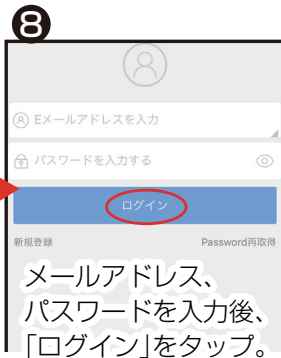 ❽
Eメールアドレスを入力
パスワードを入力する
ログイン
新規登録 Password再取得
メールアドレス、
パスワードを入力後、
「ログイン」をタップ。